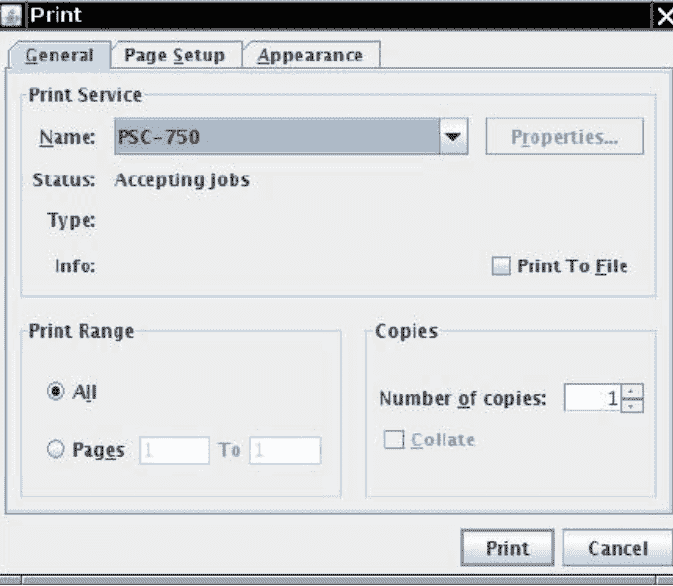 Print
General Page Setup Appearance
Print Service
Name: PSC-750 Properties...
Status: Accepting jobs
Type:
Info: Print To File
Print Range
All
Pages 1 To 1
Copies
Number of copies: 1
Collate
Print Cancel